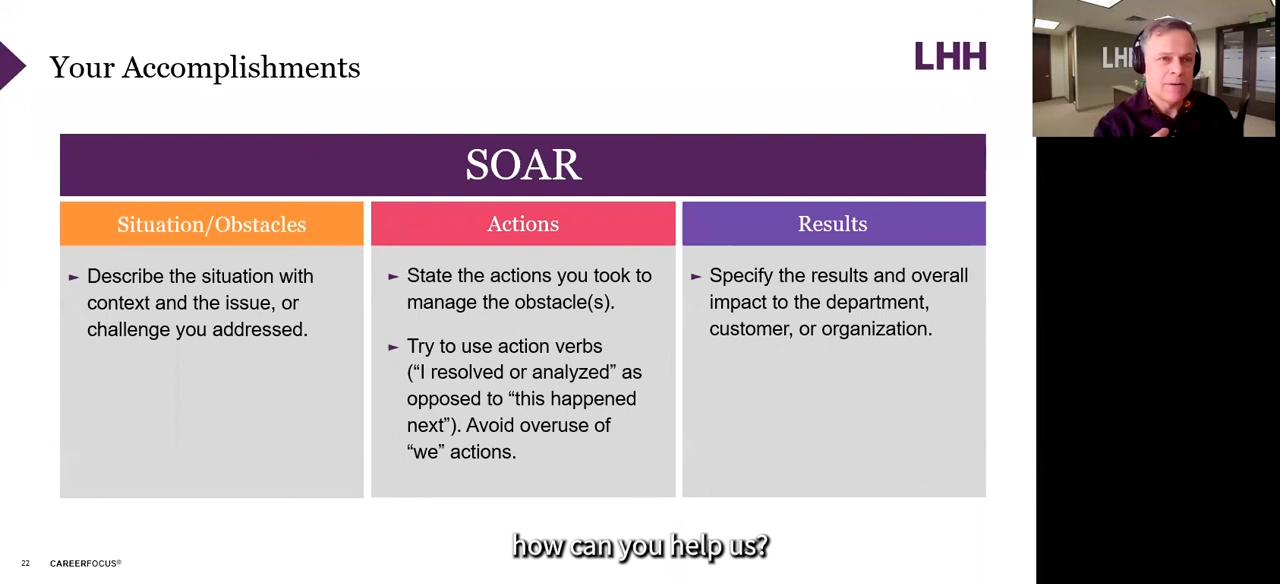 Your Accomplishments
LHH
LHH
SOAR
Situation/Obstacles
Actions
Results
► Describe the situation with
context and the issue, or
challenge you addressed.
► State the actions you took to
manage the obstacle(s).
► Try to use action verbs
(“I resolved or analyzed” as
opposed to “this happened
next”). Avoid overuse of
“we” actions.
► Specify the results and overall
impact to the department,
customer, or organization.
how can you help us?
22 CAREERFOCUS®